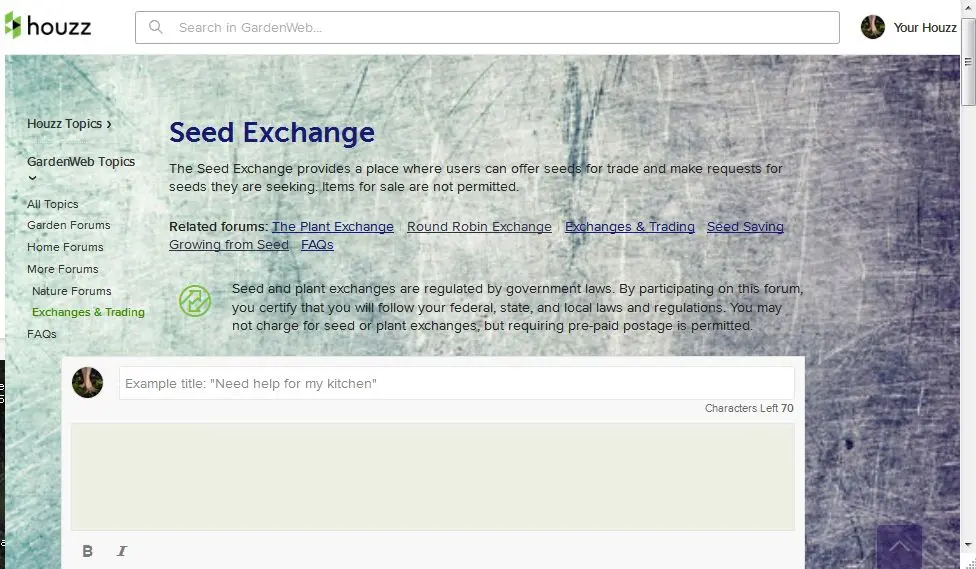 houzz
Search in GardenWeb...
Your Houzz
Houzz Topics ›
GardenWeb Topics
All Topics
Garden Forums
Home Forums
More Forums
Nature Forums
Exchanges & Trading
FAQs
Seed Exchange
The Seed Exchange provides a place where users can offer seeds for trade and make requests for
seeds they are seeking. Items for sale are not permitted.
Related forums: The Plant Exchange Round Robin Exchange Exchanges & Trading Seed Saving
Growing from Seed FAQs
Seed and plant exchanges are regulated by government laws. By participating on this forum,
you certify that you will follow your federal, state, and local laws and regulations. You may
not charge for seed or plant exchanges, but requiring pre-paid postage is permitted.
Example title: "Need help for my kitchen"
Characters Left 70
B I